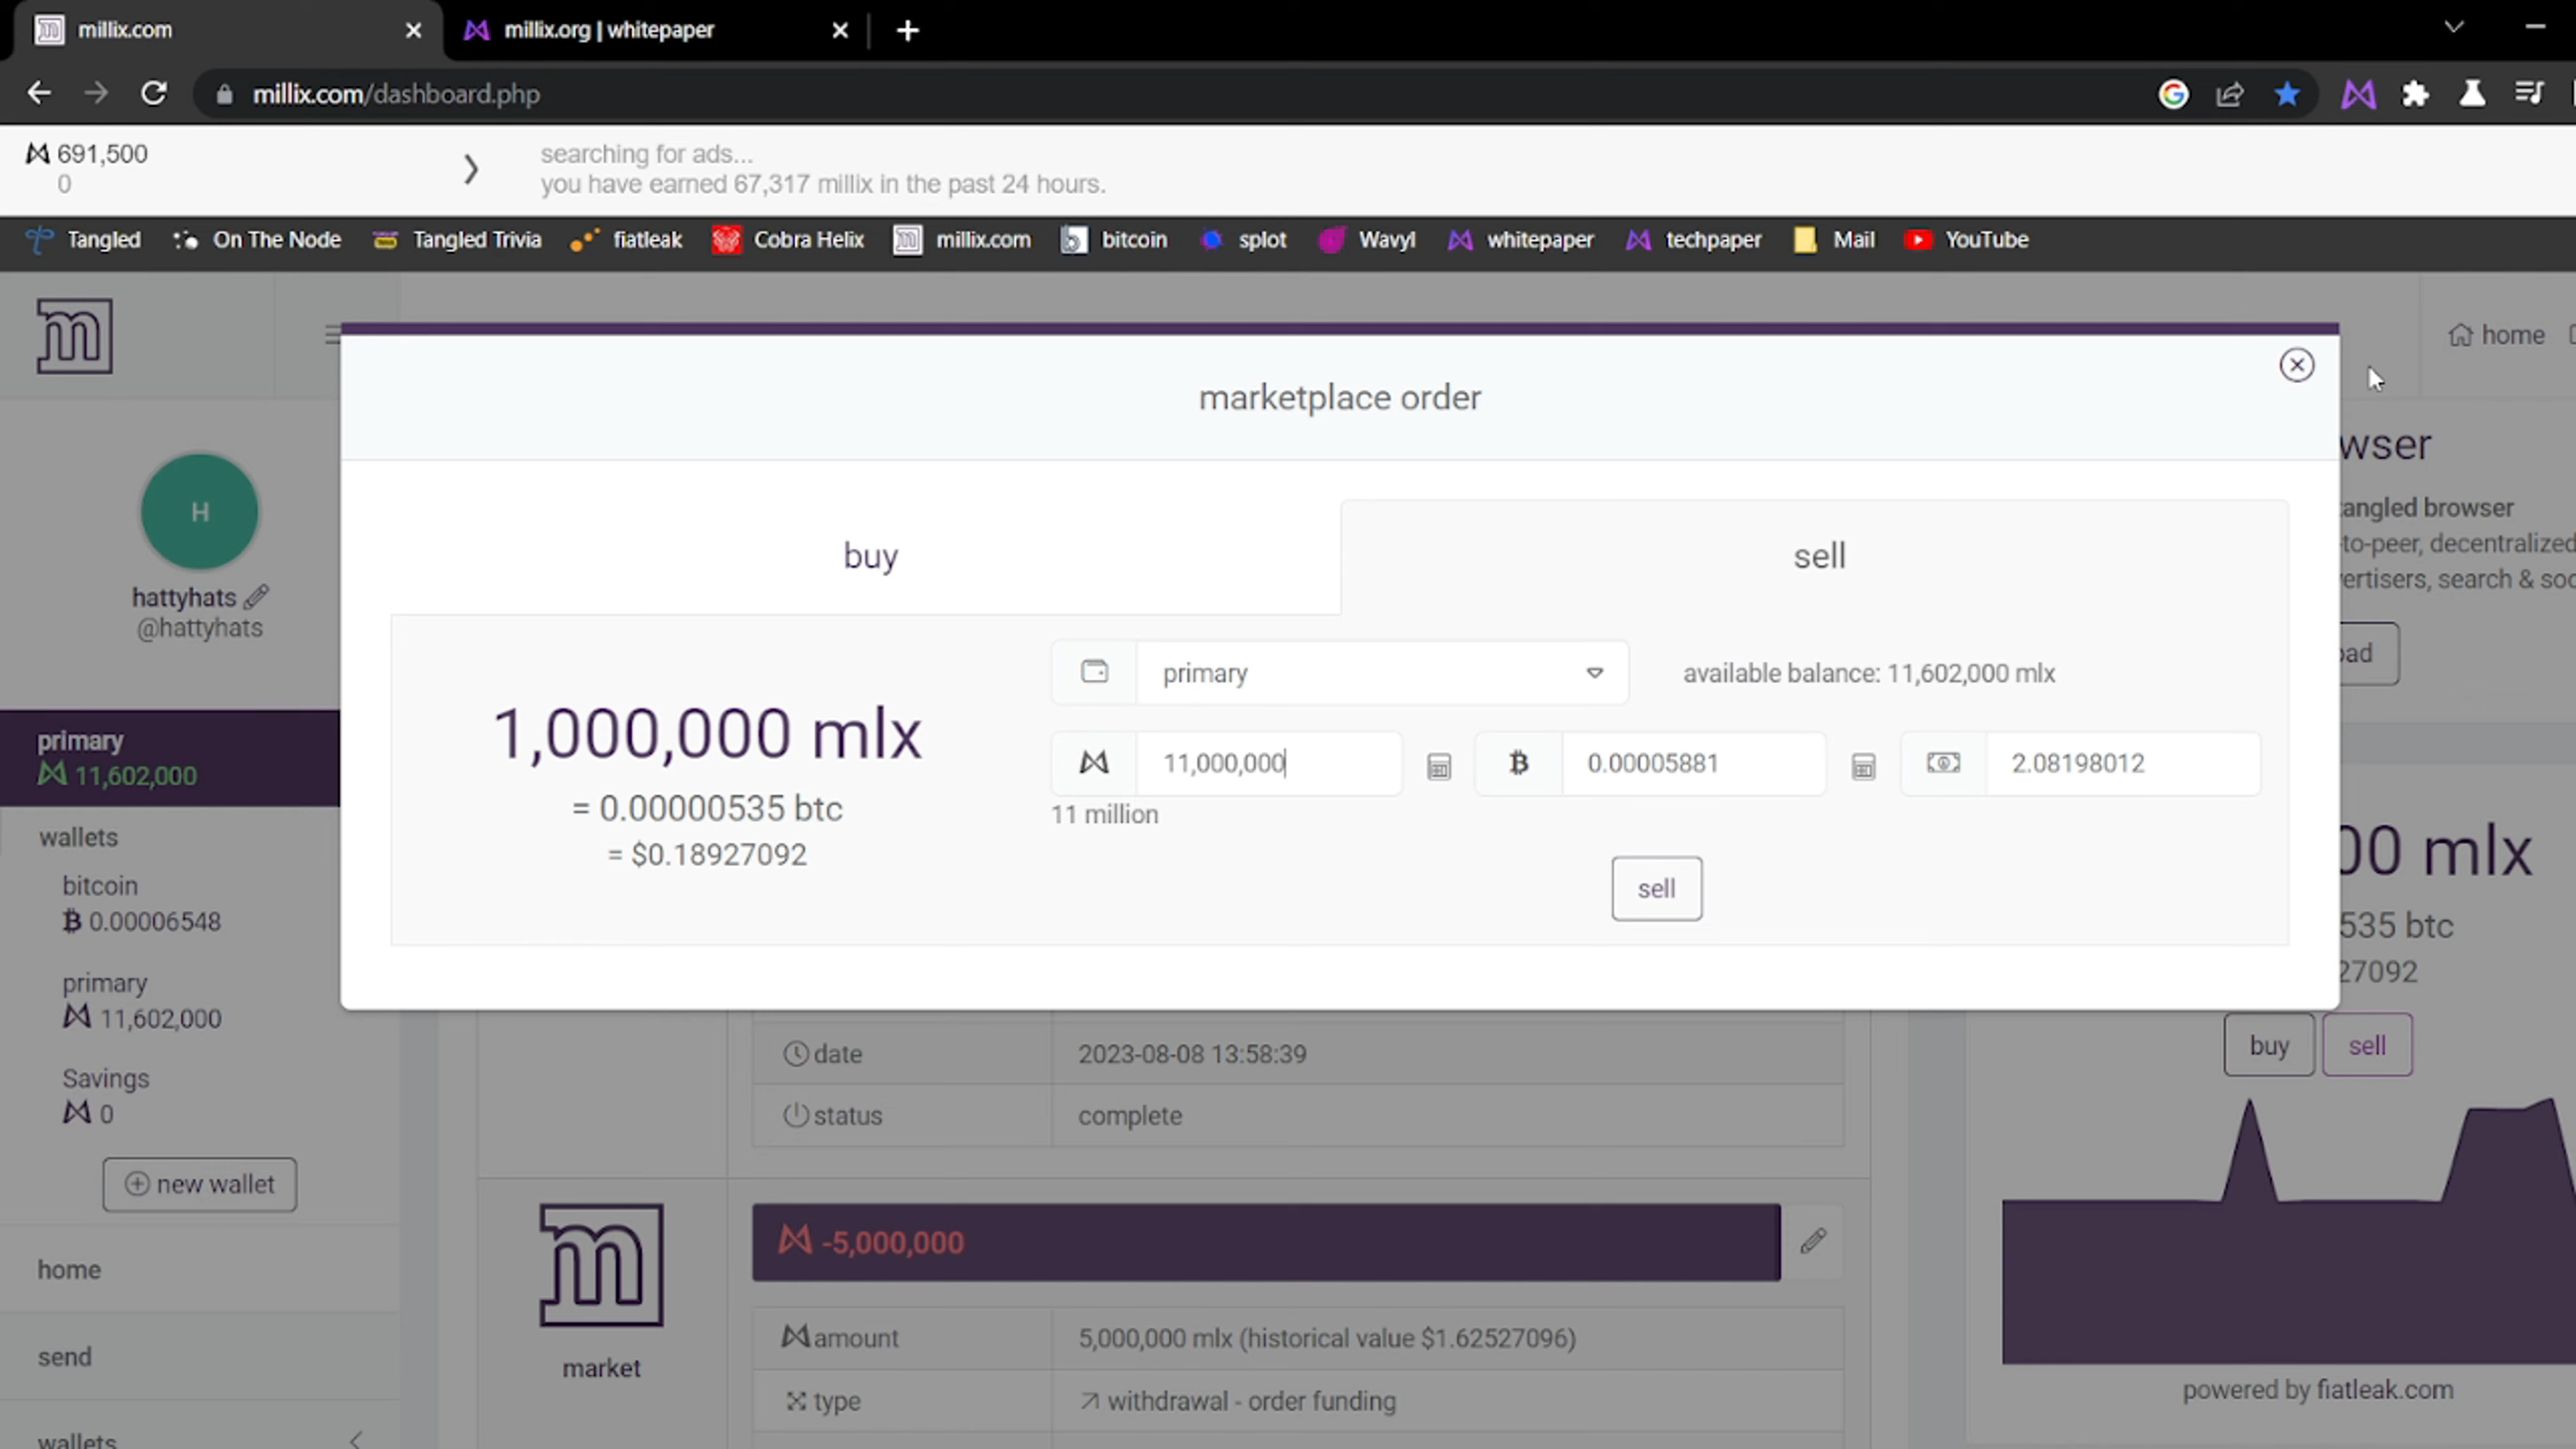 millix.com
millix.org | whitepaper
millix.com/dashboard.php
691,500
0
searching for ads...
you have earned 67,317 millix in the past 24 hours.
Tangled
On The Node
Tangled Trivia
fiatleak
Cobra Helix
millix.com
bitcoin
splot
Wavyl
whitepaper
techpaper
Mail
YouTube
home
marketplace order
H
hattyhats
@hattyhats
primary
11,602,000
wallets
bitcoin
0.00006548
primary
11,602,000
Savings
0
new wallet
home
send
wallets
buy
sell
1,000,000 mlx
= 0.00000535 btc
= $0.18927092
primary
available balance: 11,602,000 mlx
11,000,000
0.00005881
2.08198012
11 million
sell
wser
angled browser
-to-peer, decentralized
ertisers, search & soc
oad
00 mlx
535 btc
27092
buy
sell
powered by fiatleak.com
date
2023-08-08 13:58:39
status
complete
market
-5,000,000
amount
5,000,000 mlx (historical value $1.62527096)
type
withdrawal - order funding